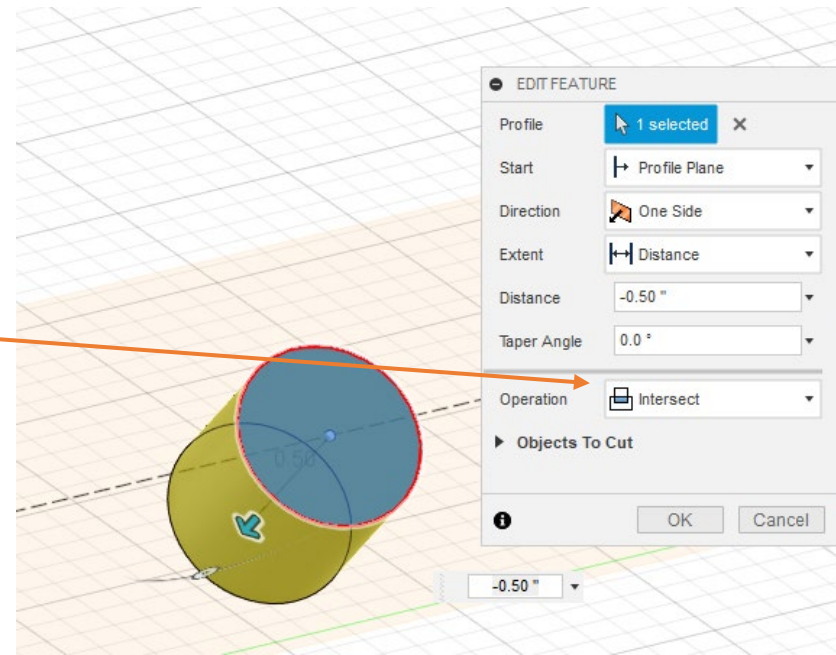 EDIT FEATURE
Profile 1 selected
Start Profile Plane
Direction One Side
Extent Distance
Distance -0.50 "
Taper Angle 0.0 °
Operation Intersect
Objects To Cut
OK Cancel
0.50
-0.50 "